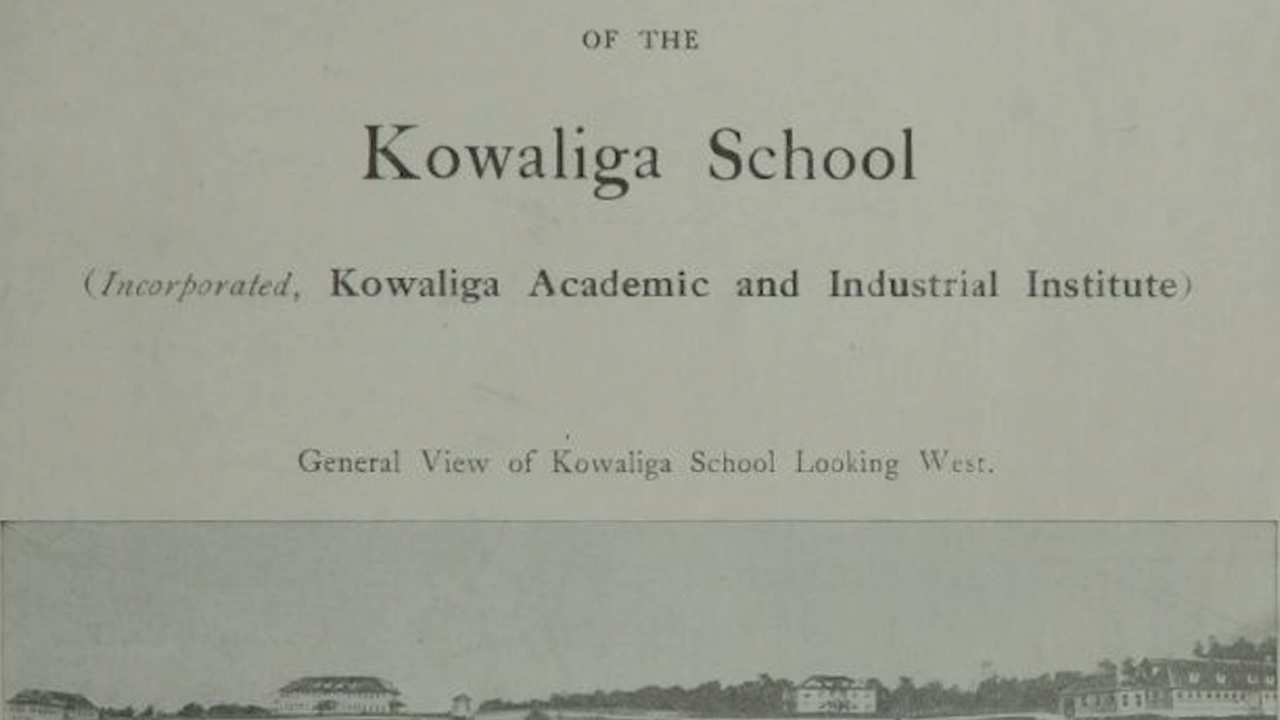 OF THE
Kowaliga School
(Incorporated, Kowaliga Academic and Industrial Institute)
General View of Kowaliga School Looking West.